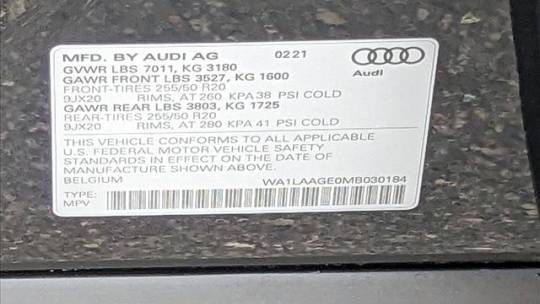 MFD. BY AUDI AG 02 21
GVWR LBS 7011, KG 3180
GAWR FRONT LBS 3527, KG 1600
FRONT-TIRES 255/50 R20
9JX20 RIMS, AT 260 KPA 38 PSI COLD
GAWR REAR LBS 3803, KG 1725
REAR-TIRES 255/50 R20
9JX20 RIMS, AT 280 KPA 41 PSI COLD
Audi
THIS VEHICLE CONFORMS TO ALL APPLICABLE
U.S. FEDERAL MOTOR VEHICLE SAFETY
STANDARDS IN EFFECT ON THE DATE OF
MANUFACTURE SHOWN ABOVE.
BELGIUM WA1LAAGE0MB030184
TYPE:
MPV